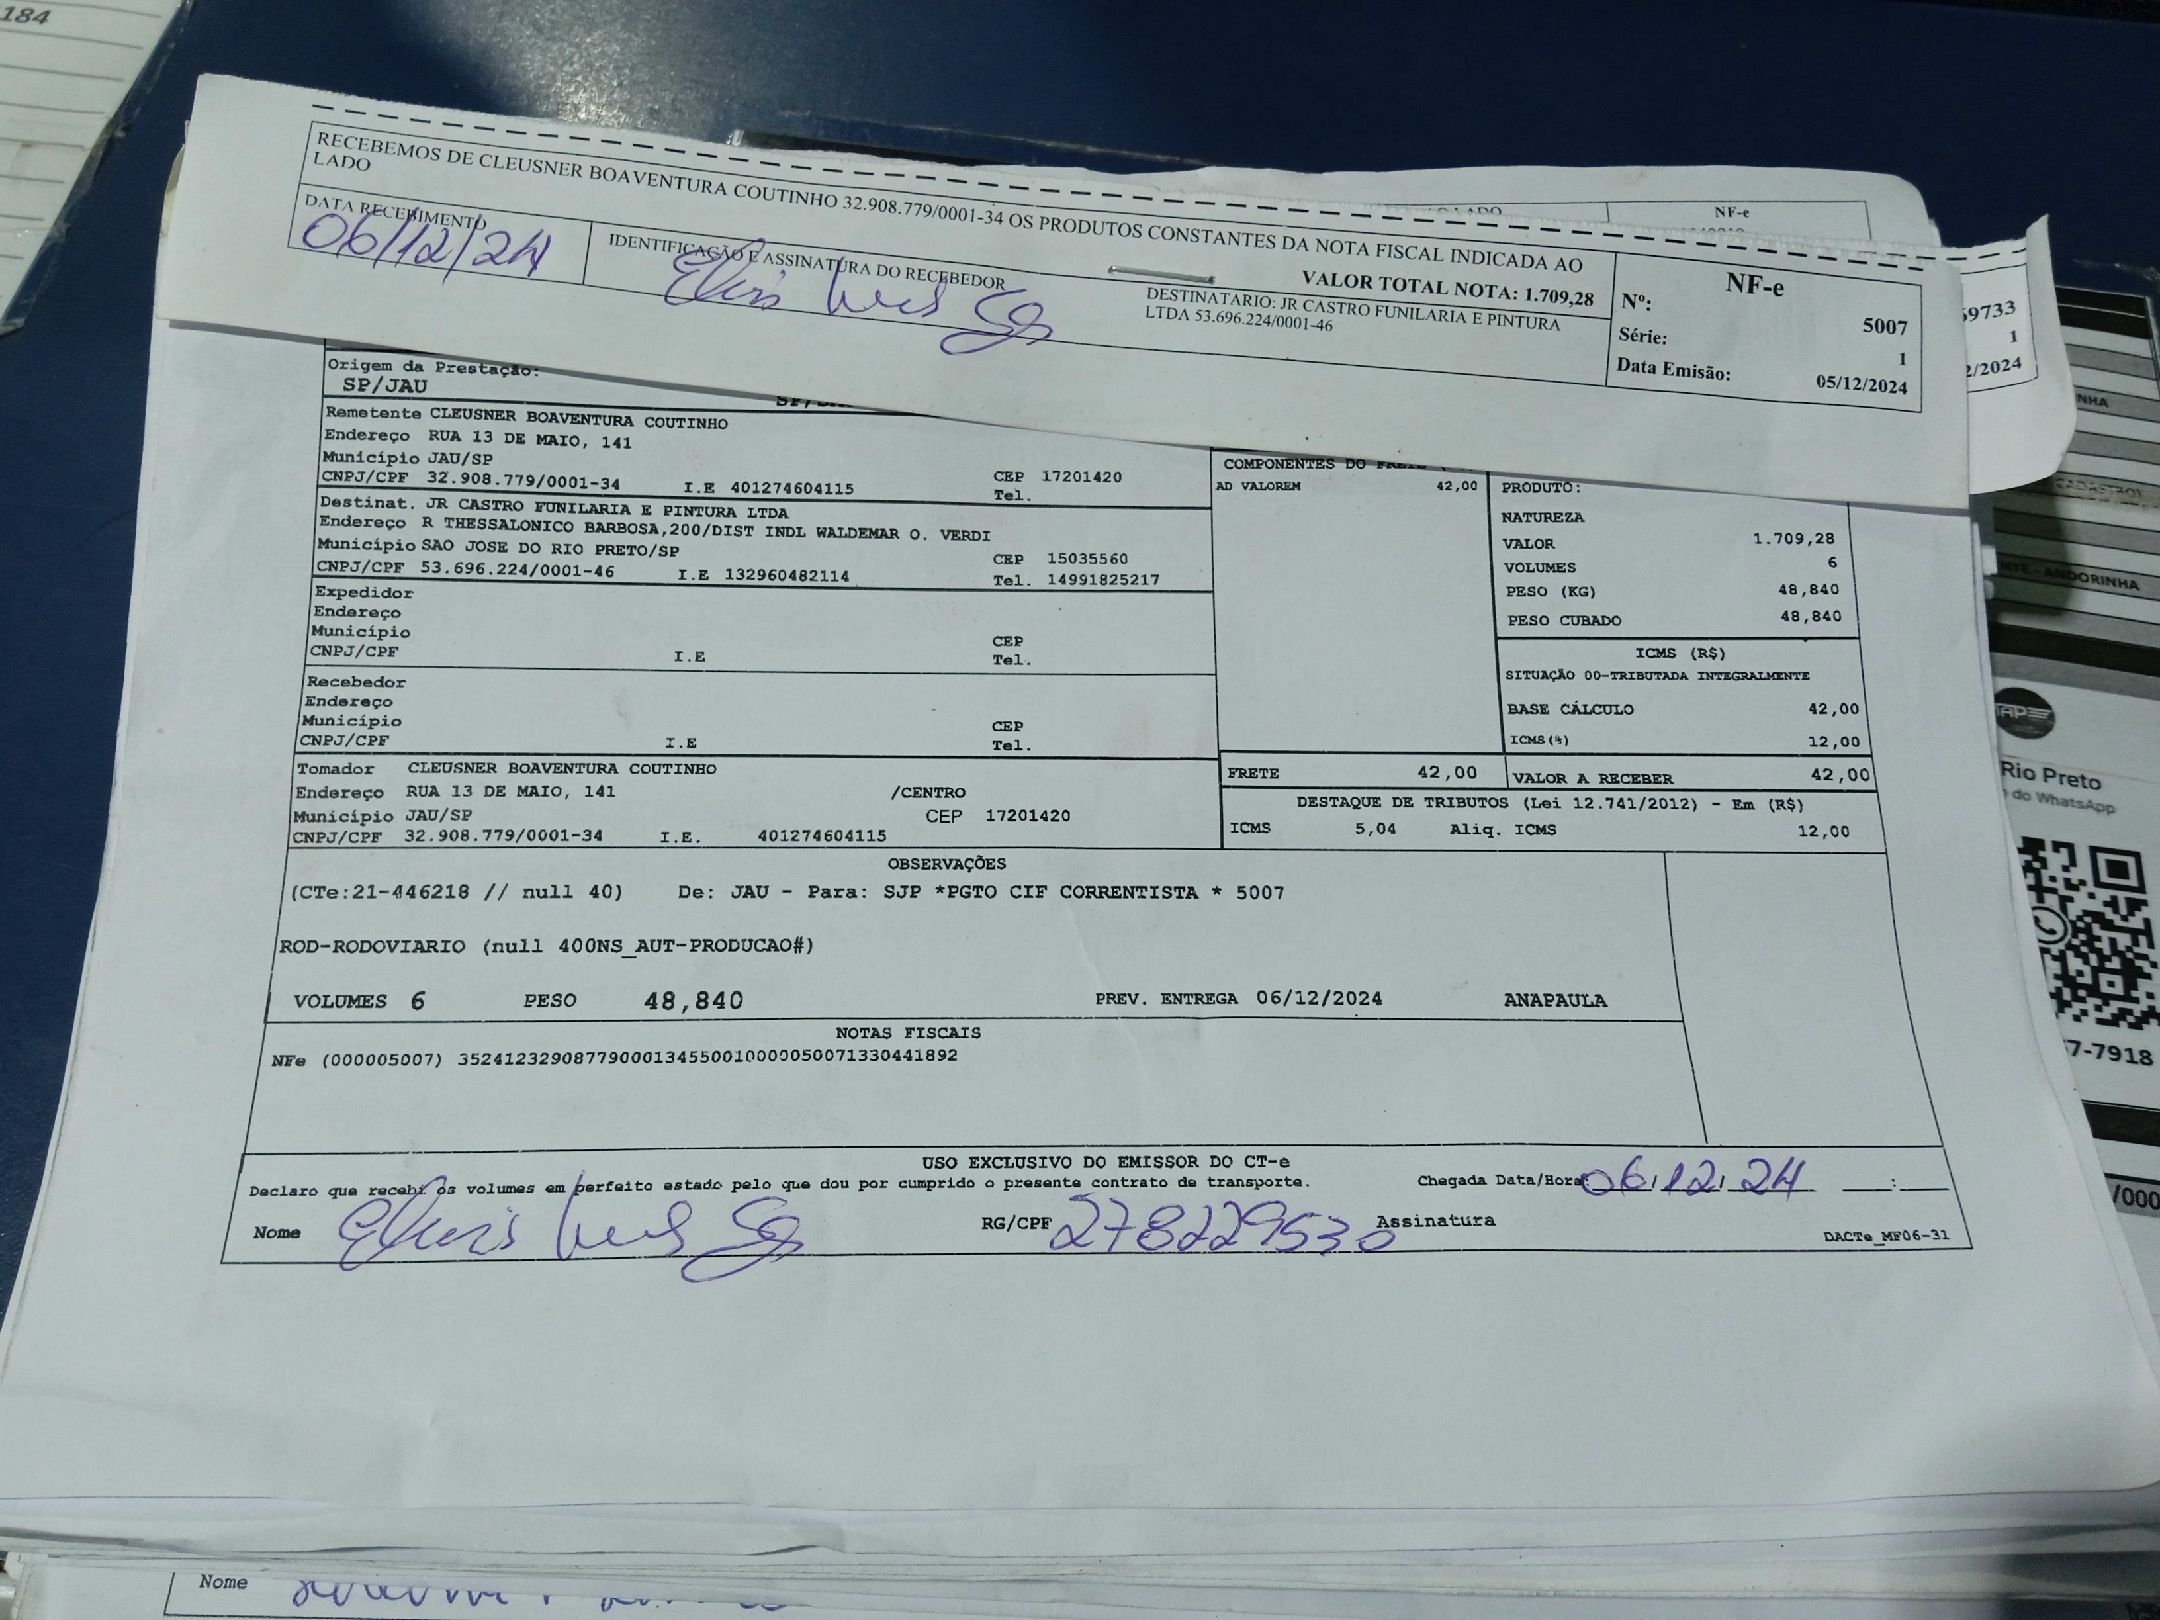 184
RECEBEMOS DE CLEUSNER BOAVENTURA COUTINHO 32.908.779/0001-34 OS PRODUTOS CONSTANTES DA NOTA FISCAL INDICADA AO
LADO
DATA RECEBIMENTO
06/12/24
IDENTIFICAÇÃO E ASSINATURA DO RECEBEDOR
VALOR TOTAL NOTA: 1.709,28
DESTINATARIO: JR CASTRO FUNILARIA E PINTURA
LTDA 53.696.224/0001-46
NF-e
Nº: 5007
Série: 1
Data Emissão: 05/12/2024
NF-e
59733
1
2/2024
Origem da Prestação:
SP/JAU
Remetente CLEUSNER BOAVENTURA COUTINHO
Endereço RUA 13 DE MAIO, 141
Município JAU/SP
CNPJ/CPF 32.908.779/0001-34 I.E 401274604115 CEP 17201420
Tel.
Destinat. JR CASTRO FUNILARIA E PINTURA LTDA
Endereço R THESSALONICO BARBOSA,200/DIST INDL WALDEMAR O. VERDI
Município SAO JOSE DO RIO PRETO/SP CEP 15035560
CNPJ/CPF 53.696.224/0001-46 I.E 132960482114 Tel. 14991825217
Expedidor
Endereço
Município CEP
CNPJ/CPF I.E Tel.
Recebedor
Endereço
Município CEP
CNPJ/CPF I.E Tel.
Tomador CLEUSNER BOAVENTURA COUTINHO
Endereço RUA 13 DE MAIO, 141 /CENTRO
Município JAU/SP CEP 17201420
CNPJ/CPF 32.908.779/0001-34 I.E. 401274604115
COMPONENTES DO FRETE
AD VALOREM 42,00
PRODUTO:
NATUREZA
VALOR 1.709,28
VOLUMES 6
PESO (KG) 48,840
PESO CUBADO 48,840
ICMS (R$)
SITUAÇÃO 00-TRIBUTADA INTEGRALMENTE
BASE CÁLCULO 42,00
ICMS(%) 12,00
FRETE 42,00 VALOR A RECEBER 42,00
DESTAQUE DE TRIBUTOS (Lei 12.741/2012) - Em (R$)
ICMS 5,04 Aliq. ICMS 12,00
OBSERVAÇÕES
(CTe:21-446218 // null 40) De: JAU - Para: SJP *PGTO CIF CORRENTISTA * 5007
ROD-RODOVIARIO (null 400NS_AUT-PRODUCAO#)
VOLUMES 6 PESO 48,840 PREV. ENTREGA 06/12/2024 ANAPAULA
NOTAS FISCAIS
NFe (000005007) 35241232908779000134550010000050071330441892
USO EXCLUSIVO DO EMISSOR DO CT-e
Declaro que recebi os volumes em perfeito estado pelo que dou por cumprido o presente contrato de transporte. Chegada Data/Hora: 06/12/24 :
Nome RG/CPF 278229530 Assinatura
DACTe_MF06-31
Nome
NHA
CADASTRO)
NTE - ANDORINHA
Rio Preto
do WhatsApp
7-7918
/000